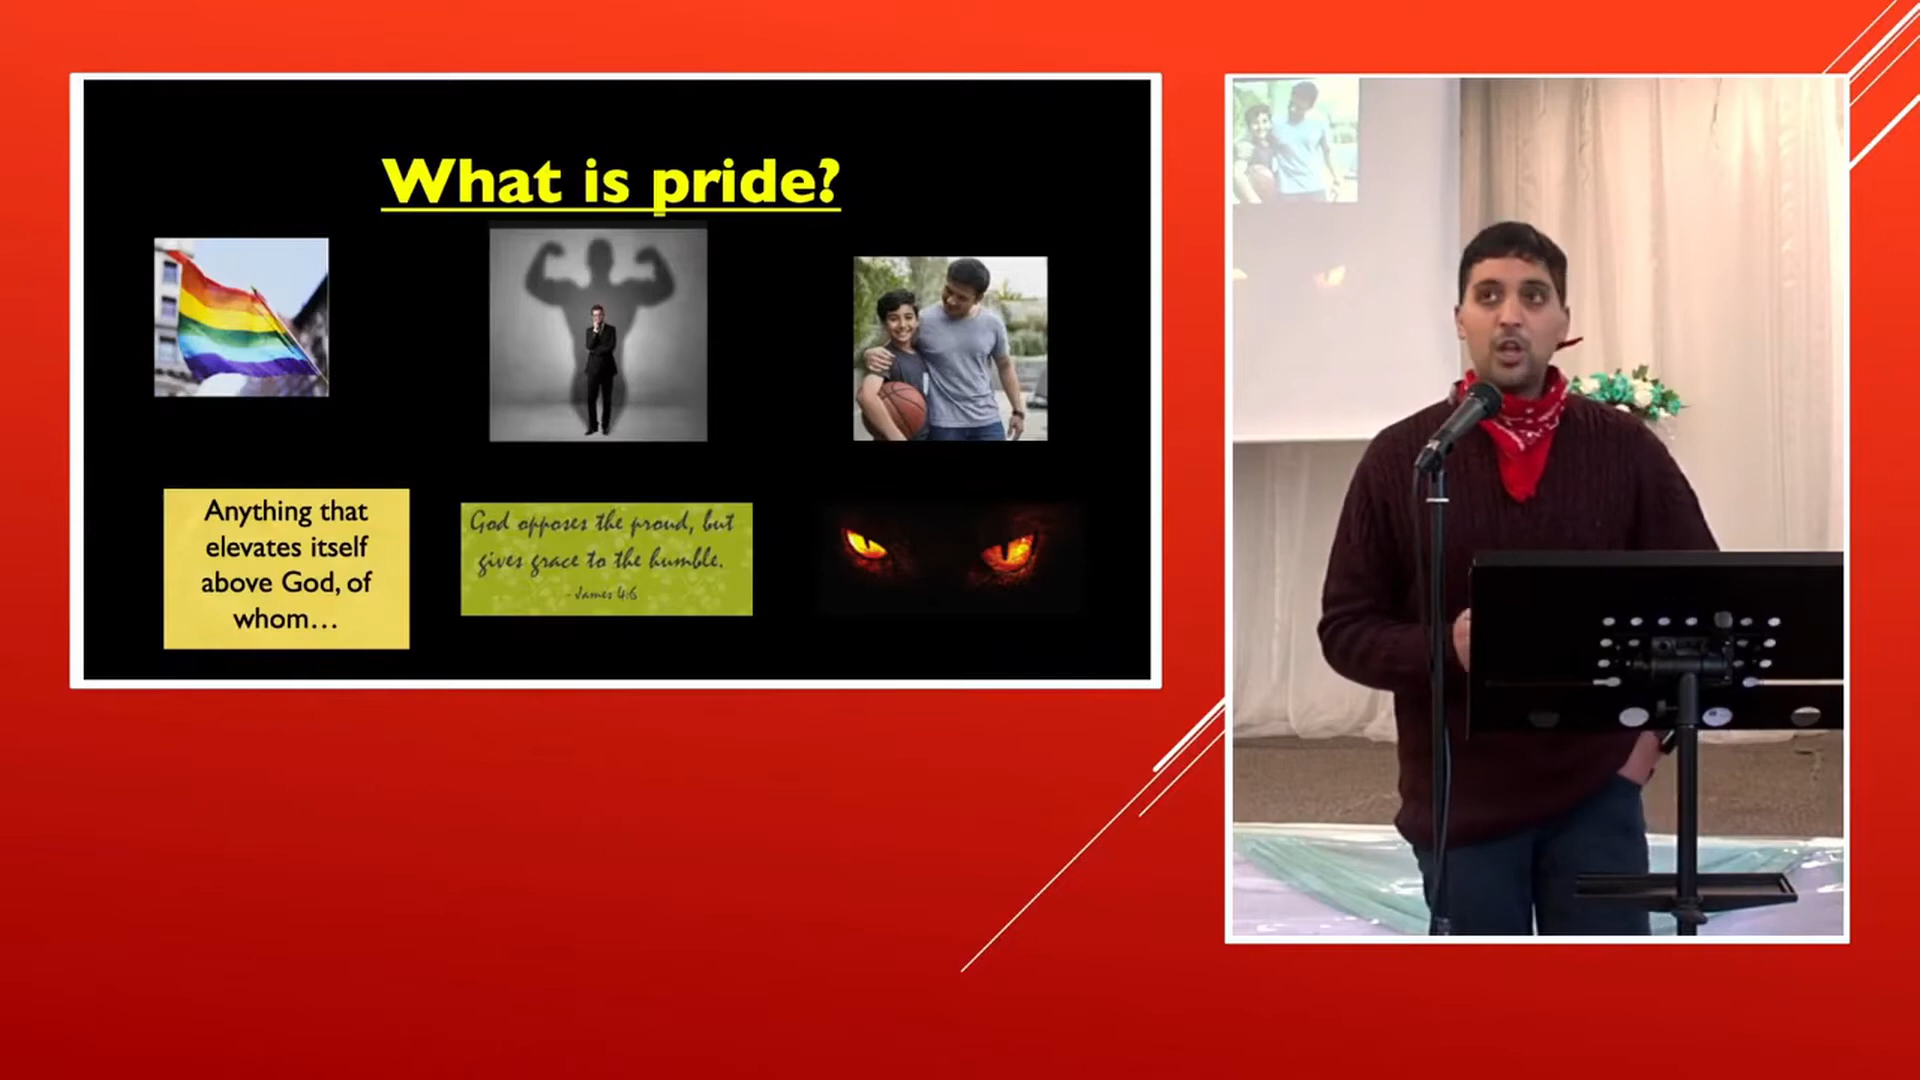 What is pride?
Anything that
elevates itself
above God, of
whom…
God opposes the proud, but
gives grace to the humble.
- James 4:6